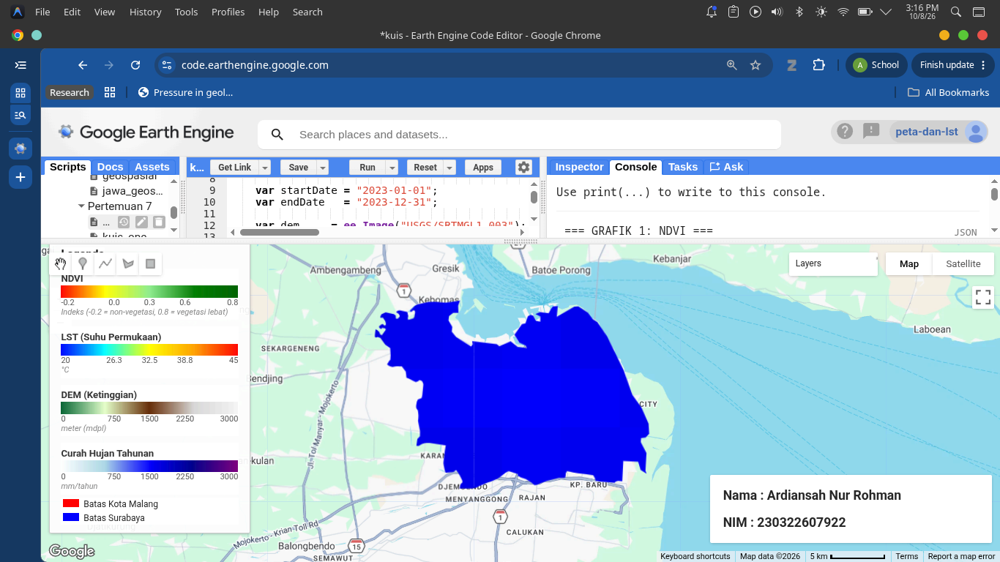 File Edit View History Tools Profiles Help Search
3:16 PM
10/8/26
*kuis - Earth Engine Code Editor - Google Chrome
code.earthengine.google.com
A School
Finish update
Research
Pressure in geol...
All Bookmarks
Google Earth Engine
Search places and datasets...
peta-dan-lst
Scripts Docs Assets
geospasial
jawa_geos...
Pertemuan 7
...
kuis_one
k...
Get Link Save Run Reset Apps
8
9 var startDate = "2023-01-01";
10 var endDate = "2023-12-31";
11
12 var dem = ee.Image("USGS/SRTMGL1_003");
13
Inspector Console Tasks Ask
Use print(...) to write to this console.
=== GRAFIK 1: NDVI ===
JSON
NDVI
-0.2 0.0 0.3 0.6 0.8
Indeks (-0.2 = non-vegetasi, 0.8 = vegetasi lebat)
LST (Suhu Permukaan)
20 26.3 32.5 38.8 45
°C
DEM (Ketinggian)
0 750 1500 2250 3000
meter (mdpl)
Curah Hujan Tahunan
0 750 1500 2250 3000
mm/tahun
Batas Kota Malang
Batas Surabaya
Layers
Map Satellite
Ambengambeng
Gresik
Batoe Porong
Kebanjar
1
Kebomas
Laboean
SEKARGENENG
Bendjing
CITY
Jl. Tol Manyar - Mojokerto
MENYANGGONG
RAJAN
KP. BARU
1
CALUKAN
Mojokerto - Krian Toll Rd
Balongbendo
15
SEMAWUT
Nama : Ardiansah Nur Rohman
NIM : 230322607922
Google
Keyboard shortcuts Map data ©2026 5 km Terms Report a map error